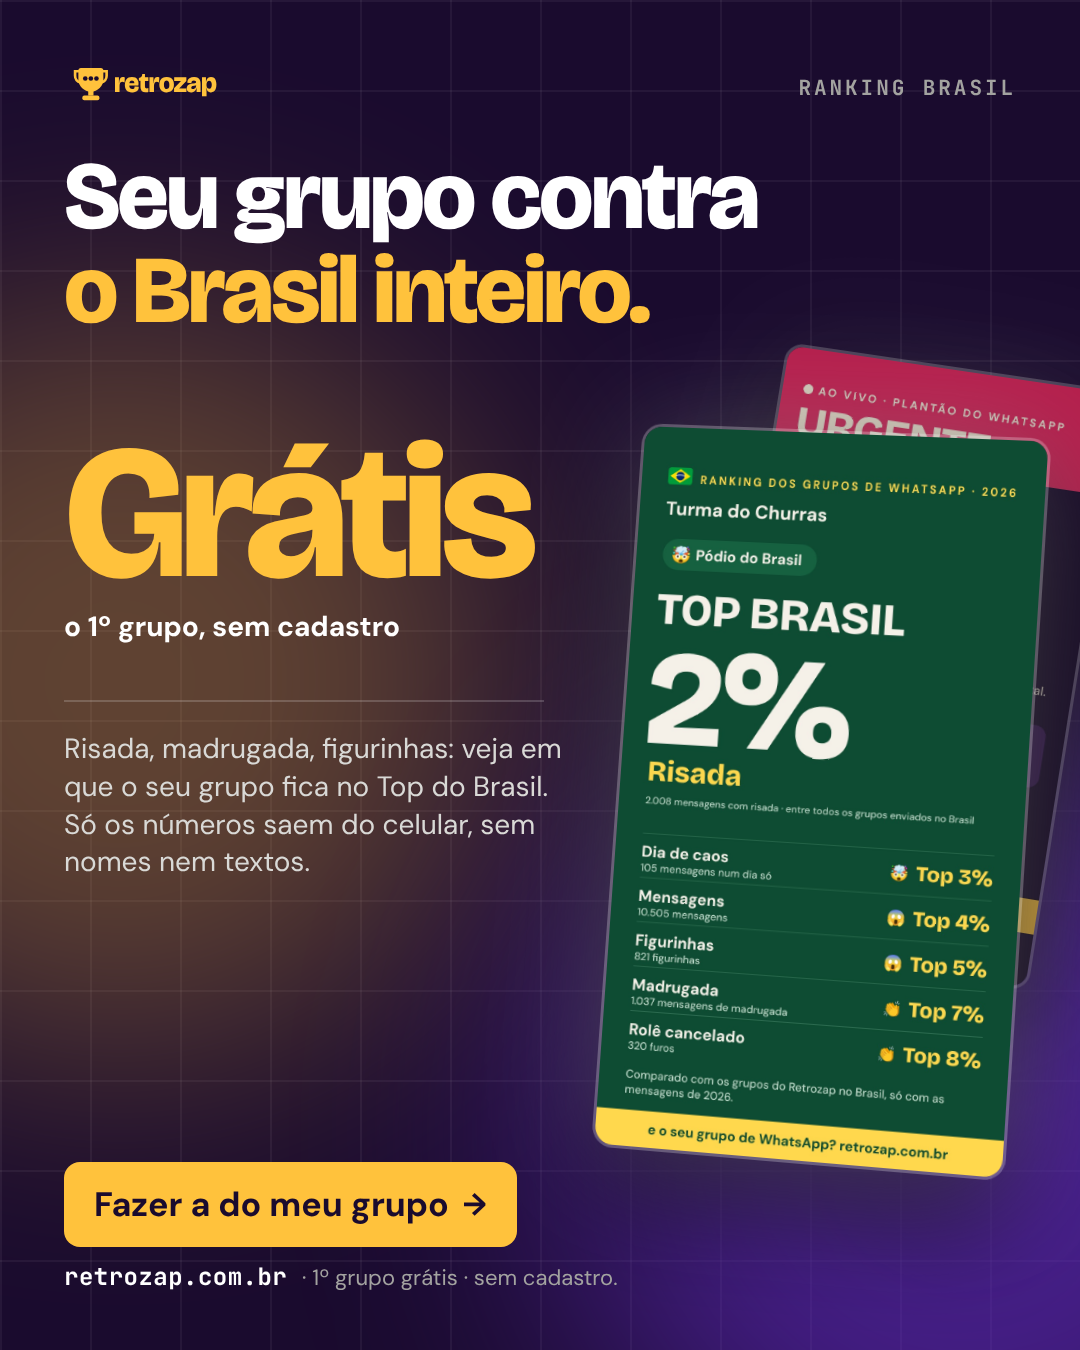 retrozap
RANKING BRASIL
Seu grupo contra
o Brasil inteiro.
Grátis
o 1º grupo, sem cadastro
Risada, madrugada, figurinhas: veja em
que o seu grupo fica no Top do Brasil.
Só os números saem do celular, sem
nomes nem textos.
AO VIVO · PLANTÃO DO WHATSAPP
URGENTE
RANKING DOS GRUPOS DE WHATSAPP · 2026
Turma do Churras
🤯 Pódio do Brasil
TOP BRASIL
2%
Risada
2.008 mensagens com risada · entre todos os grupos enviados no Brasil
Dia de caos
105 mensagens num dia só
🤯 Top 3%
Mensagens
10.505 mensagens
😱 Top 4%
Figurinhas
821 figurinhas
😱 Top 5%
Madrugada
1.037 mensagens de madrugada
👏 Top 7%
Rolê cancelado
320 furos
👏 Top 8%
Comparado com os grupos do Retrozap no Brasil, só com as
mensagens de 2026.
e o seu grupo de WhatsApp? retrozap.com.br
Fazer a do meu grupo →
retrozap.com.br · 1º grupo grátis · sem cadastro.